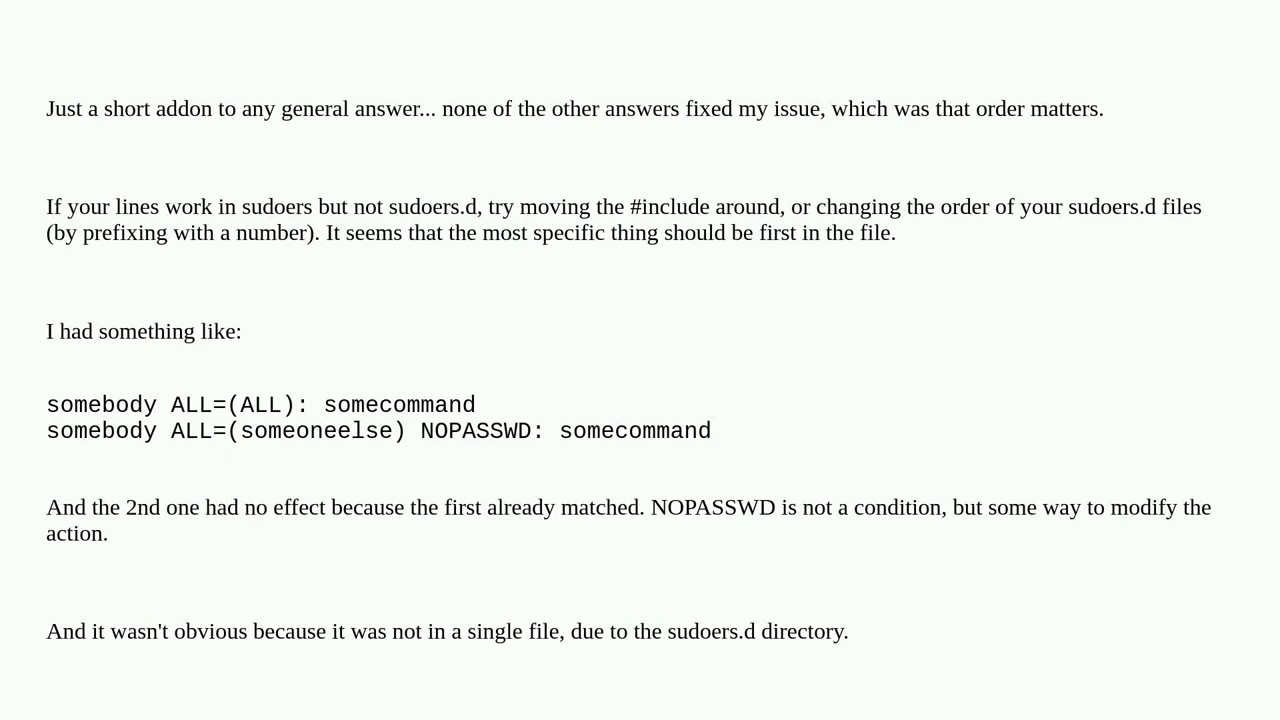 Just a short addon to any general answer... none of the other answers fixed my issue, which was that order matters.
If your lines work in sudoers but not sudoers.d, try moving the #include around, or changing the order of your sudoers.d files
(by prefixing with a number). It seems that the most specific thing should be first in the file.
I had something like:
somebody ALL=(ALL): somecommand
somebody ALL=(someoneelse) NOPASSWD: somecommand
And the 2nd one had no effect because the first already matched. NOPASSWD is not a condition, but some way to modify the
action.
And it wasn't obvious because it was not in a single file, due to the sudoers.d directory.